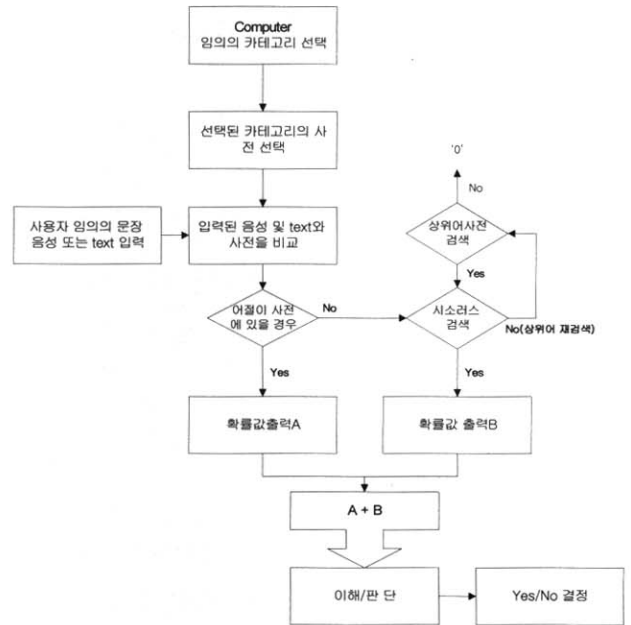 Computer
임의의 카테고리 선택
선택된 카테고리의 사
전 선택
사용자 임의의 문장
음성 또는 text 입력
입력된 음성 및 text와
사전을 비교
'0'
No
상위어사전
검색
Yes
어절이 사전
에 있을 경우
No
시소러스
검색
No(상위어 재검색)
Yes
Yes
확률값출력A
확률값 출력B
A + B
이해/판 단
Yes/No 결정